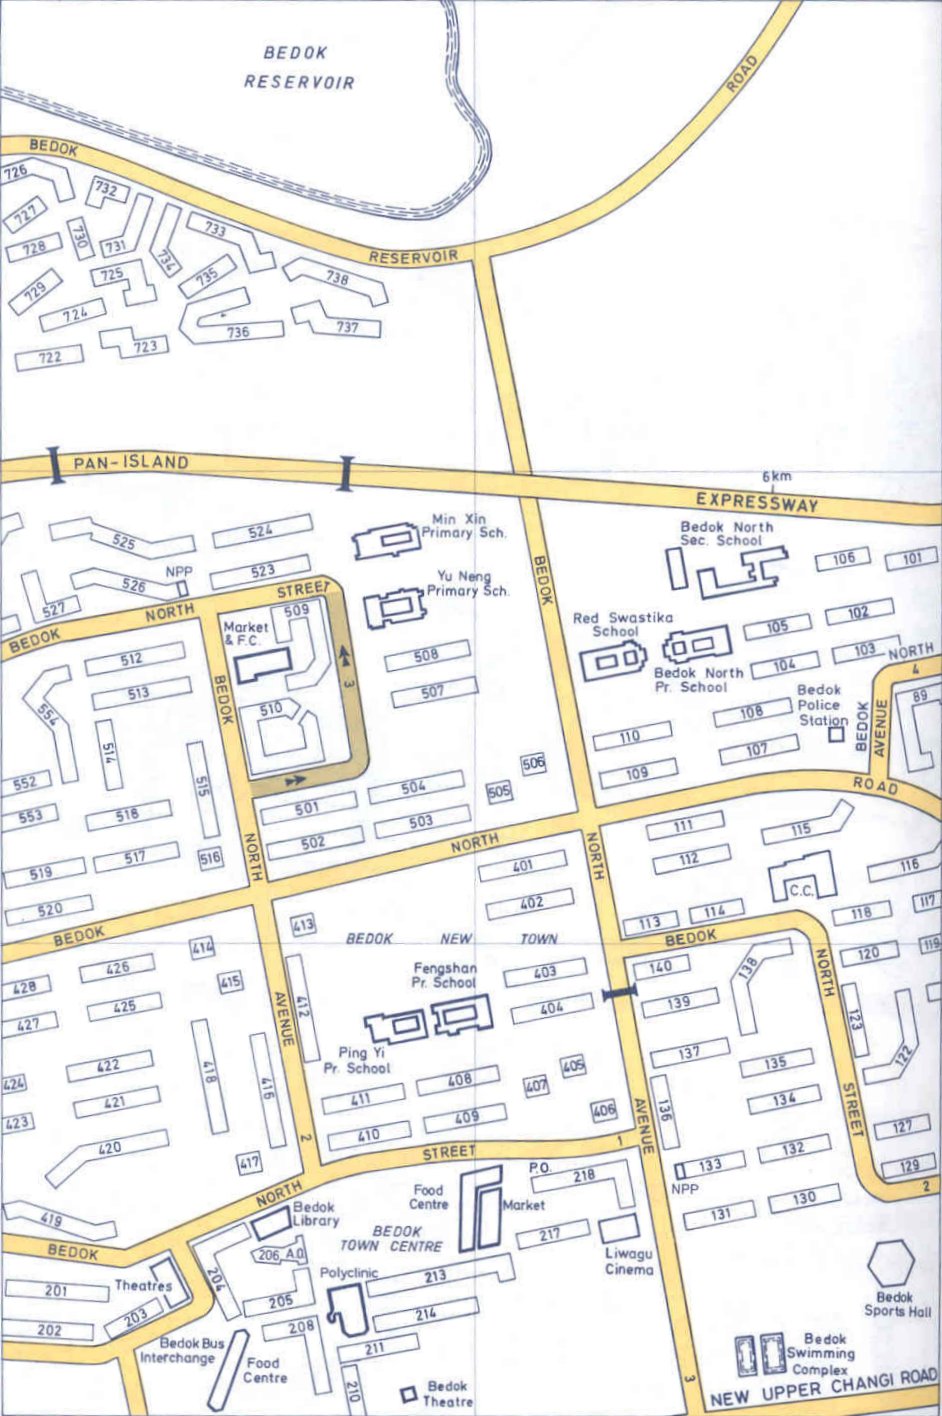 BEDOK
RESERVOIR
ROAD
BEDOK
RESERVOIR
726
732
727
730
731
733
728
734
725
735
738
729
724
736
737
723
722
PAN-ISLAND
6km
EXPRESSWAY
524
525
Min Xin
Primary Sch.
Bedok North
Sec. School
NPP
526
523
527
Yu Neng
Primary Sch.
BEDOK
106
101
BEDOK
NORTH
STREET
3
509
Market
& F.C.
Red Swastika
School
Bedok North
Pr. School
105
102
104
103
NORTH
AVENUE
4
BEDOK
89
512
513
554
514
BEDOK
510
508
507
Bedok
Police
Station
108
110
107
109
506
505
552
553
515
518
501
504
503
502
ROAD
517
516
519
520
NORTH
NORTH
NORTH
BEDOK
111
115
112
116
C.C.
401
402
113
114
118
117
413
BEDOK NEW TOWN
BEDOK
NORTH
STREET
2
120
119
414
426
415
428
425
427
412
AVENUE
2
Fengshan
Pr. School
403
404
140
138
139
123
122
Ping Yi
Pr. School
137
135
418
416
422
424
421
423
411
408
405
407
406
136
134
AVENUE
3
410
409
420
417
127
132
129
133
NPP
BEDOK
NORTH
STREET
1
P.O.
218
419
Bedok
Library
Food
Centre
Market
130
131
BEDOK
TOWN CENTRE
217
Liwagu
Cinema
206 A.O
204
Theatres
201
203
202
205
208
Polyclinic
213
214
211
210
Bedok
Sports Hall
Bedok Bus
Interchange
Food
Centre
Bedok
Swimming
Complex
Bedok
Theatre
NEW UPPER CHANGI ROAD